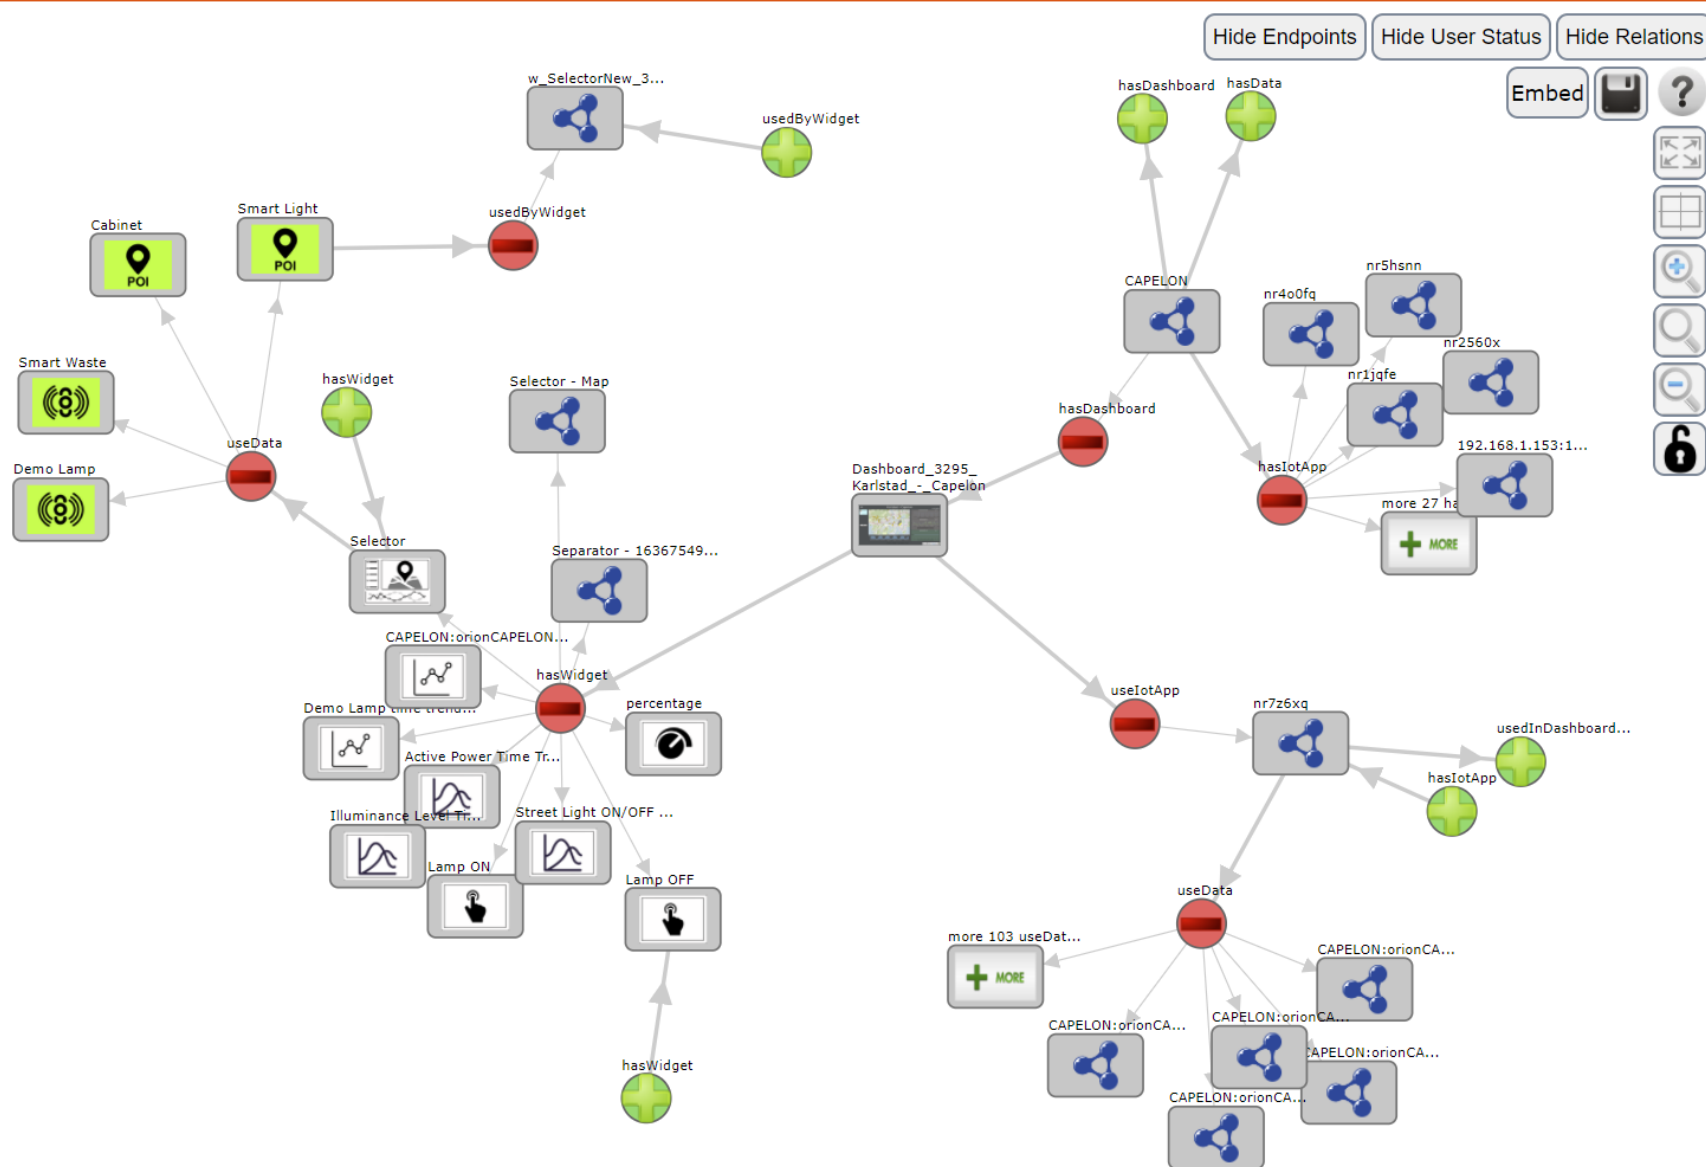 Hide Endpoints
Hide User Status
Hide Relations
Embed
?
w_SelectorNew_3...
usedByWidget
hasDashboard
hasData
Smart Light
POI
usedByWidget
Cabinet
POI
CAPELON
nr5hsnn
nr4o0fq
nr2560x
nr1jqfe
Smart Waste
hasWidget
Selector - Map
hasDashboard
useData
192.168.1.153:1...
hasIotApp
Demo Lamp
Dashboard_3295_
Karlstad_-_Capelon
more 27 ha
MORE
Selector
Separator - 16367549...
CAPELON:orionCAPELON...
hasWidget
Demo Lamp time trend...
percentage
useIotApp
nr7z6xq
usedInDashboard...
hasIotApp
Active Power Time Tr...
Illuminance Level Ti...
Street Light ON/OFF ...
Lamp ON
Lamp OFF
useData
more 103 useDat...
MORE
CAPELON:orionCA...
CAPELON:orionCA...
CAPELON:orionCA...
CAPELON:orionCA...
CAPELON:orionCA...
hasWidget